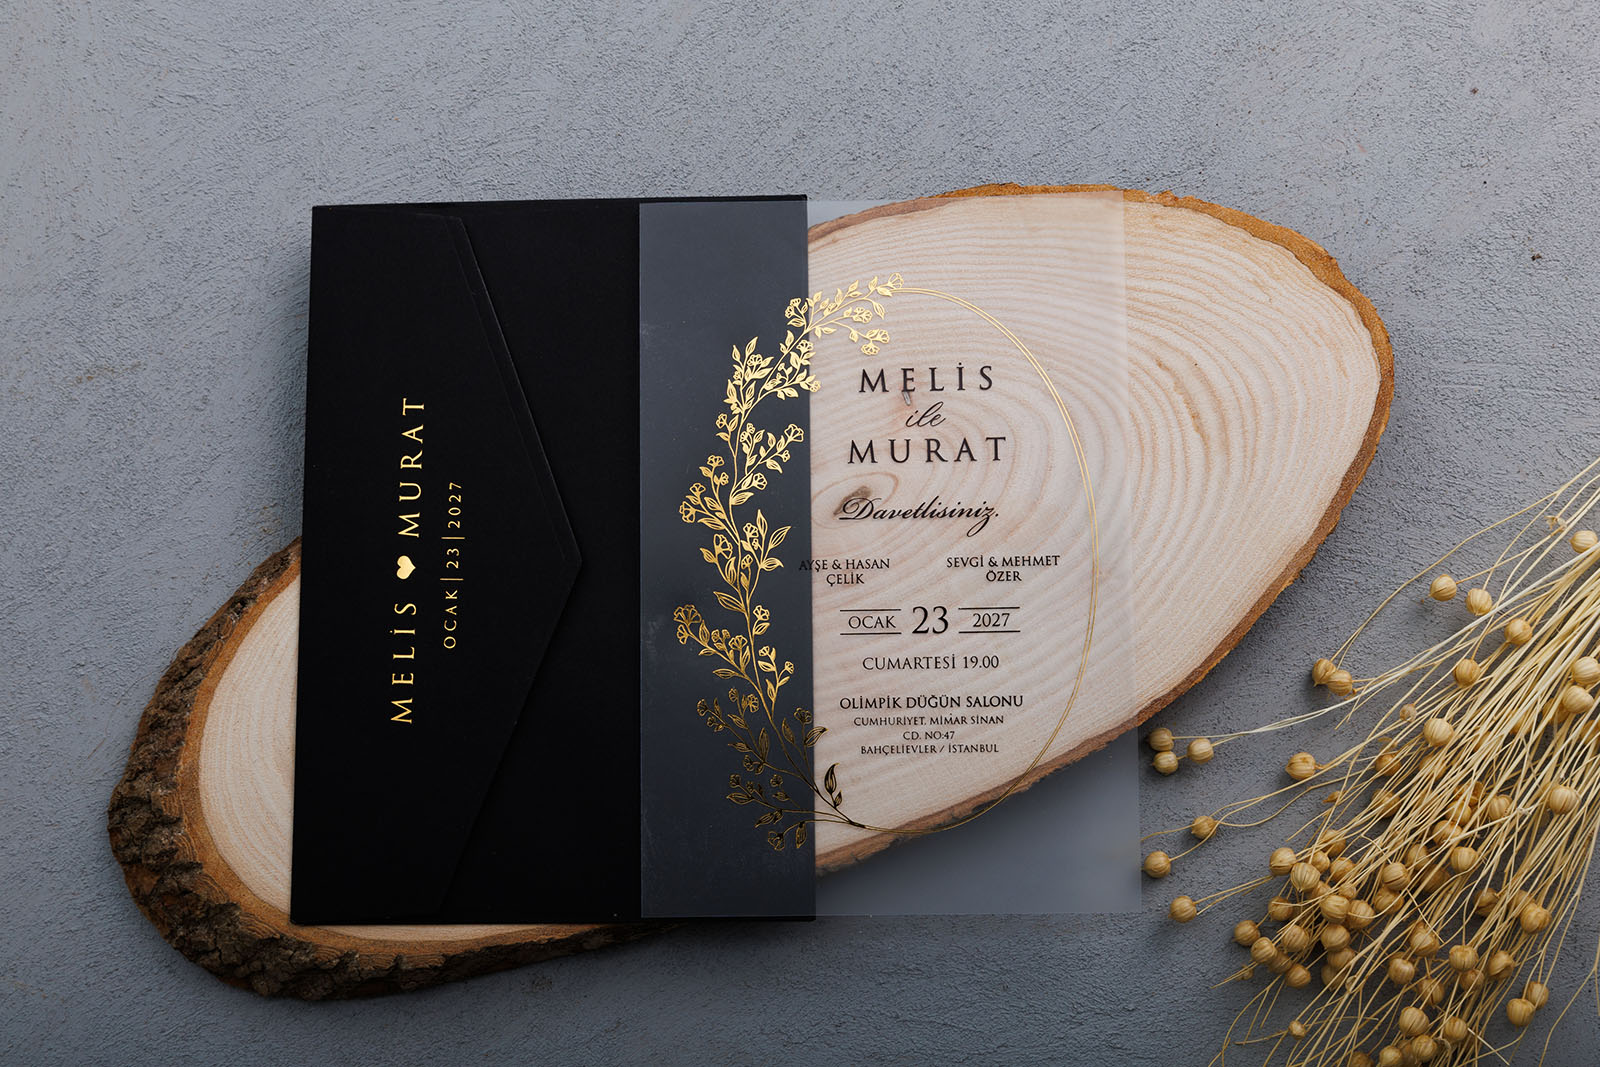 MELİS ♥ MURAT
OCAK|23|2027
MELİS
ile
MURAT
Davetlisiniz.
AYŞE & HASAN
ÇELİK
SEVGİ & MEHMET
ÖZER
OCAK 23 2027
CUMARTESİ 19.00
OLİMPİK DÜĞÜN SALONU
CUMHURİYET. MİMAR SİNAN
CD. NO:47
BAHÇELİEVLER / İSTANBUL